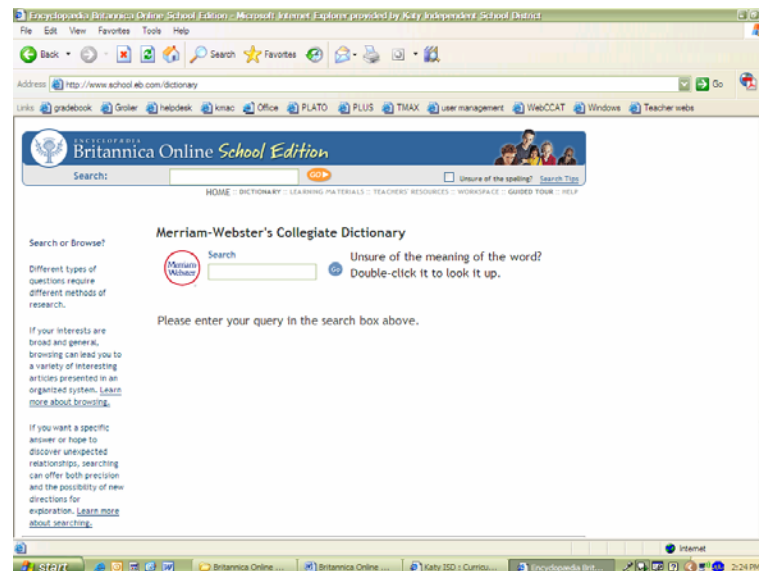 Encyclopædia Britannica Online School Edition - Microsoft Internet Explorer provided by Katy Independent School District
File Edit View Favorites Tools Help
Back Search Favorites
Address http://www.school.eb.com/dictionary Go
Links gradebook Grolier helpdesk kmac Office PLATO PLUS TMAX user management WebCCAT Windows Teacher webs
ENCYCLOPÆDIA
Britannica Online School Edition
Search: GO Unsure of the spelling? Search Tips
HOME :: DICTIONARY :: LEARNING MATERIALS :: TEACHERS' RESOURCES :: WORKSPACE :: GUIDED TOUR :: HELP
Merriam-Webster's Collegiate Dictionary
Merriam Webster
Search
Go
Unsure of the meaning of the word?
Double-click it to look it up.
Please enter your query in the search box above.
Search or Browse?
Different types of
questions require
different methods of
research.
If your interests are
broad and general,
browsing can lead you to
a variety of interesting
articles presented in an
organized system. Learn
more about browsing.
If you want a specific
answer or hope to
discover unexpected
relationships, searching
can offer both precision
and the possibility of new
directions for
exploration. Learn more
about searching.
Internet
start Britannica Online ... Britannica Online ... Katy ISD : Curricu... Encyclopædia Brit... 2:24 PM